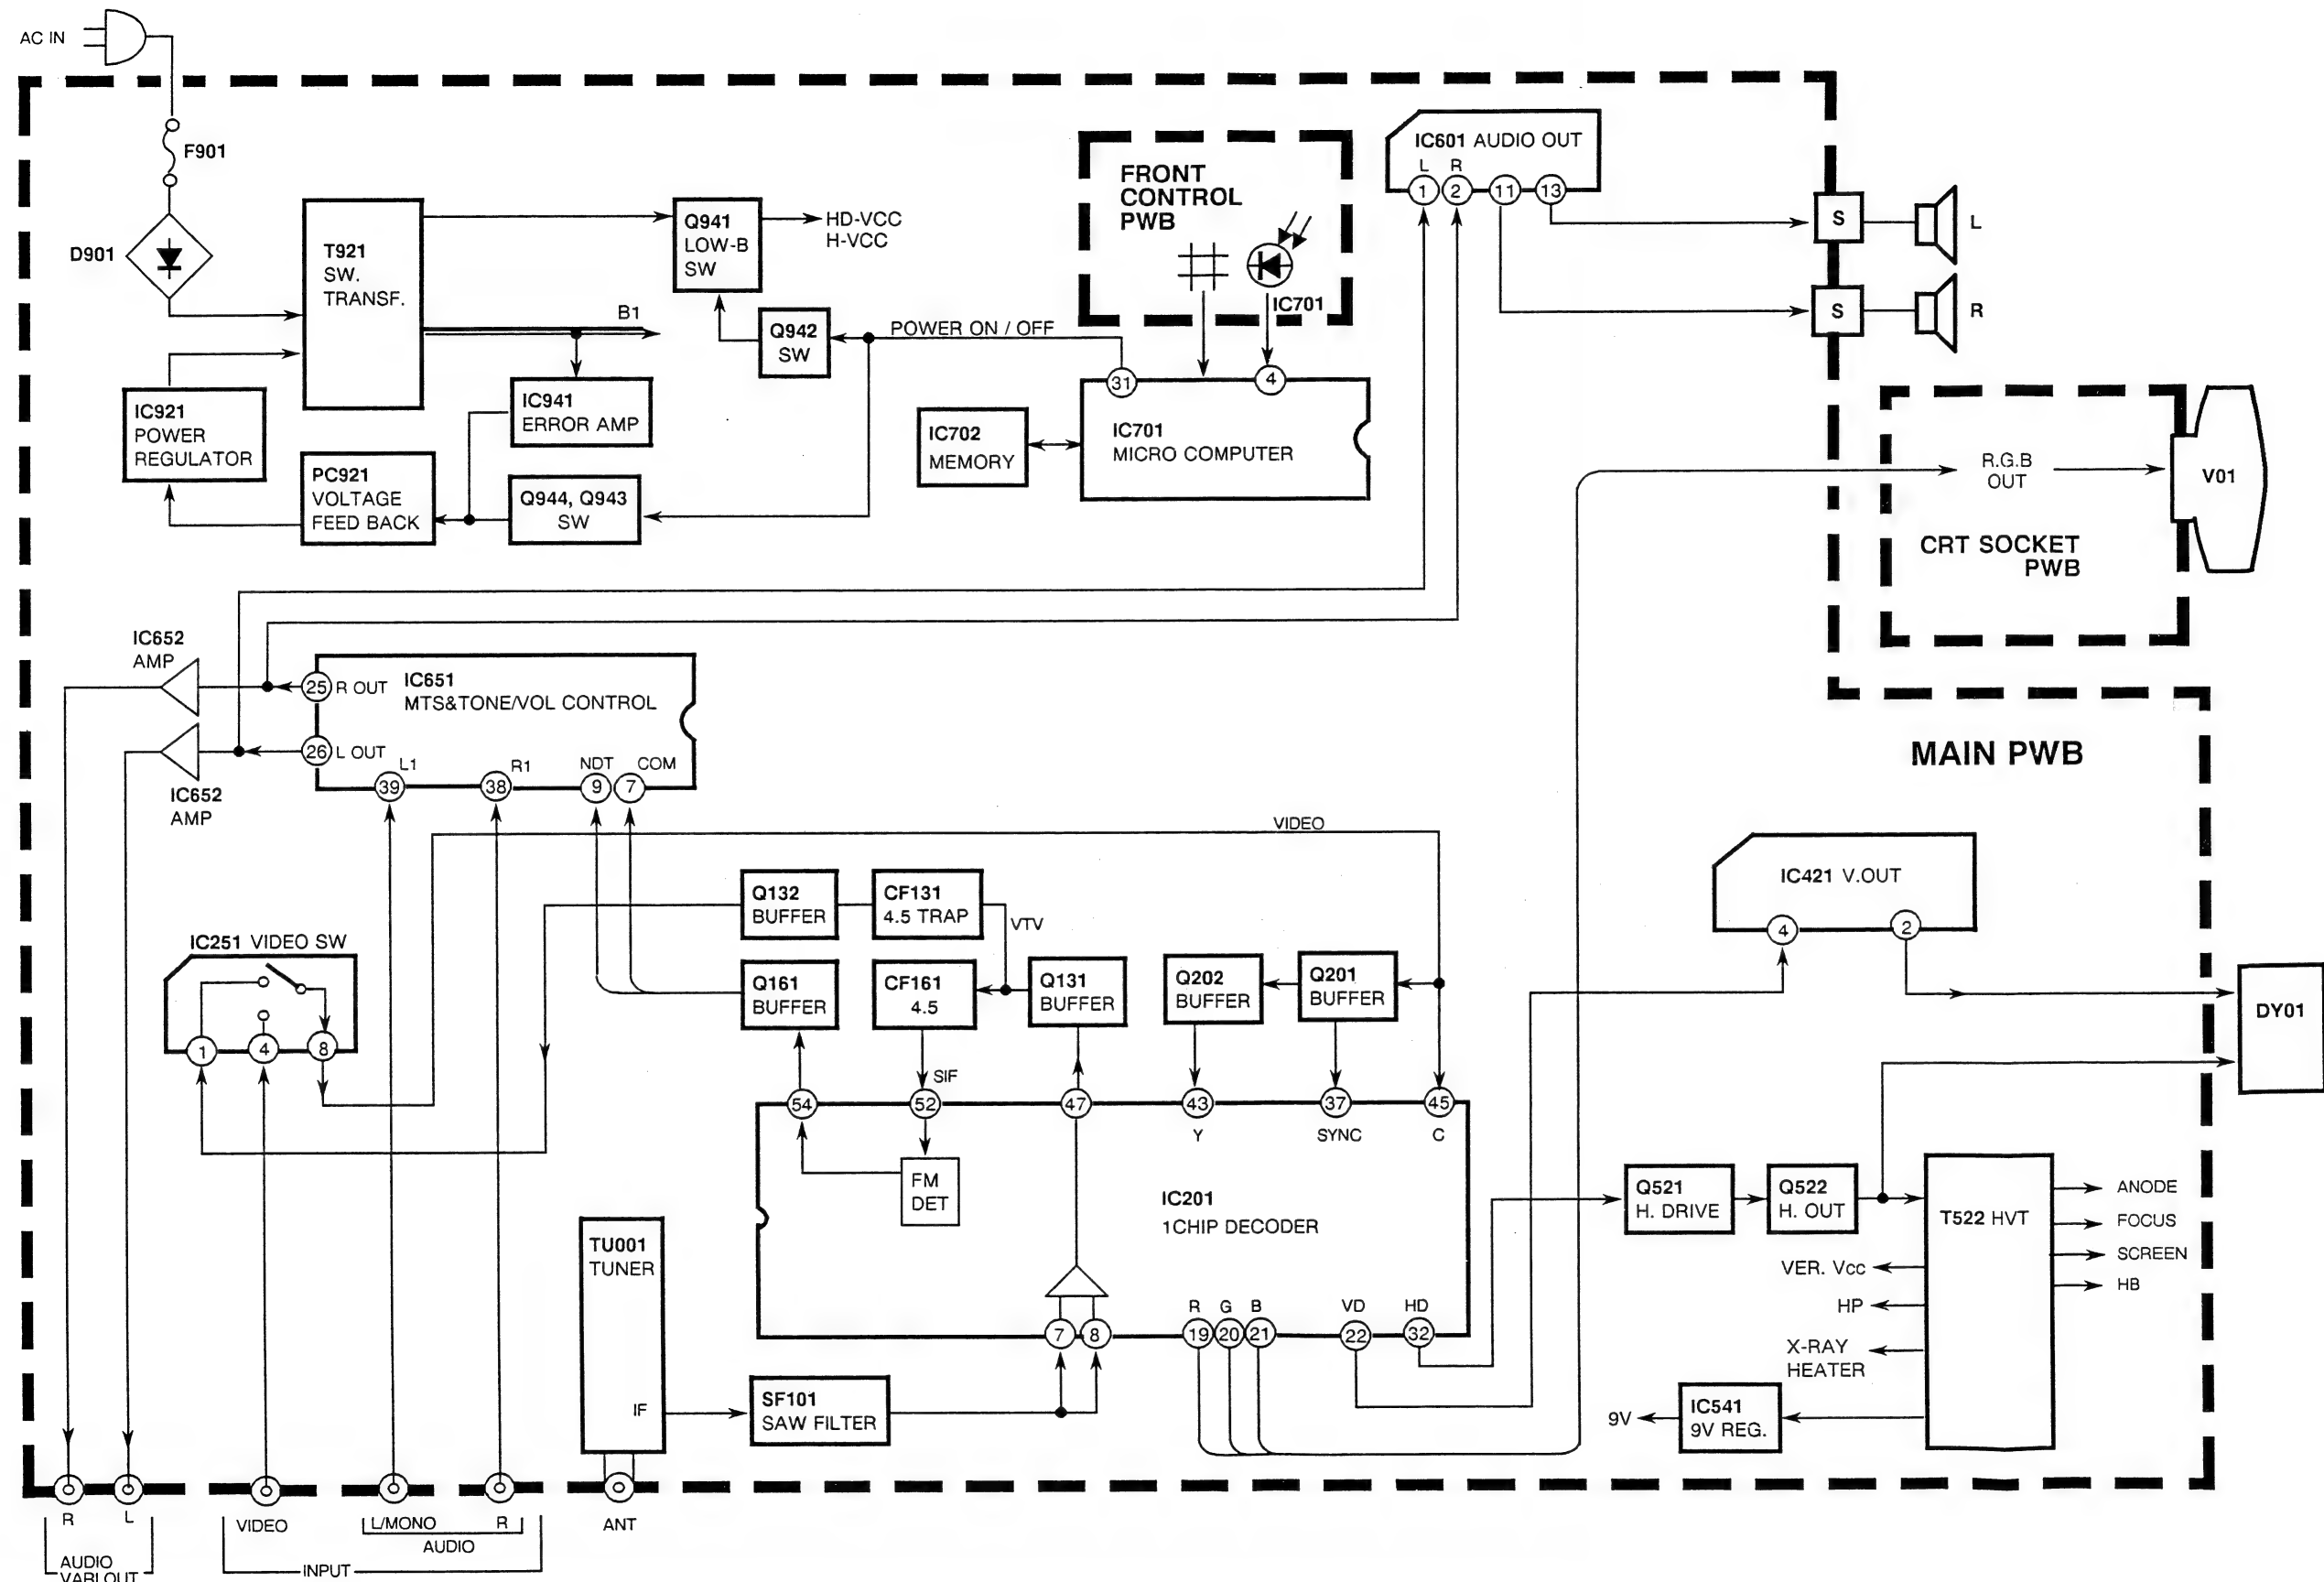 AC IN
F901
D901
T921
SW.
TRANSF.
Q941
LOW-B
SW
HD-VCC
H-VCC
B1
Q942
SW
POWER ON / OFF
IC921
POWER
REGULATOR
IC941
ERROR AMP
PC921
VOLTAGE
FEED BACK
Q944, Q943
SW
FRONT
CONTROL
PWB
IC701
31
4
IC702
MEMORY
IC701
MICRO COMPUTER
IC601 AUDIO OUT
L R
1 2 11 13
S
L
S
R
R.G.B
OUT
V01
CRT SOCKET
PWB
MAIN PWB
IC652
AMP
IC652
AMP
25 R OUT
26 L OUT
IC651
MTS&TONE/VOL CONTROL
L1
R1
NDT
COM
39
38
9
7
VIDEO
IC251 VIDEO SW
1
4
8
Q132
BUFFER
CF131
4.5 TRAP
VTV
Q161
BUFFER
CF161
4.5
Q131
BUFFER
Q202
BUFFER
Q201
BUFFER
SIF
54
52
47
43
37
45
Y
SYNC
C
FM
DET
IC201
1CHIP DECODER
R G B
VD
HD
7
8
19
20
21
22
32
TU001
TUNER
IF
SF101
SAW FILTER
IC421 V.OUT
4
2
DY01
Q521
H. DRIVE
Q522
H. OUT
T522 HVT
ANODE
FOCUS
SCREEN
HB
VER. Vcc
HP
X-RAY
HEATER
IC541
9V REG.
9V
R
L
AUDIO
VARI.OUT
VIDEO
L/MONO
R
AUDIO
INPUT
ANT